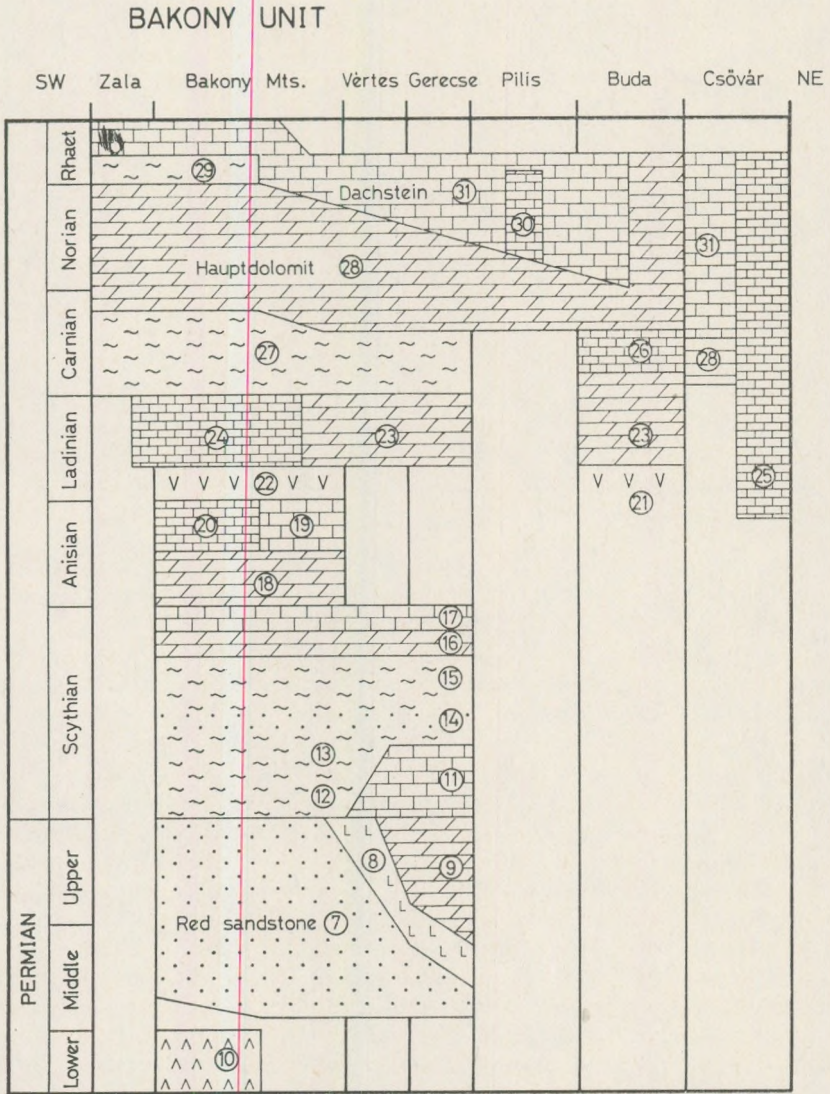 BAKONY UNIT
SW Zala Bakony Mts. Vértes Gerecse Pilis Buda Csővár NE
Rhaet
29
Dachstein 31
30
31
Norian
Hauptdolomit 28
Carnian
27
26
28
Ladinian
24
23
23
25
22
21
Anisian
20
19
18
Scythian
17
16
15
14
13
11
12
PERMIAN
Upper
8
9
Red sandstone 7
Middle
Lower
10